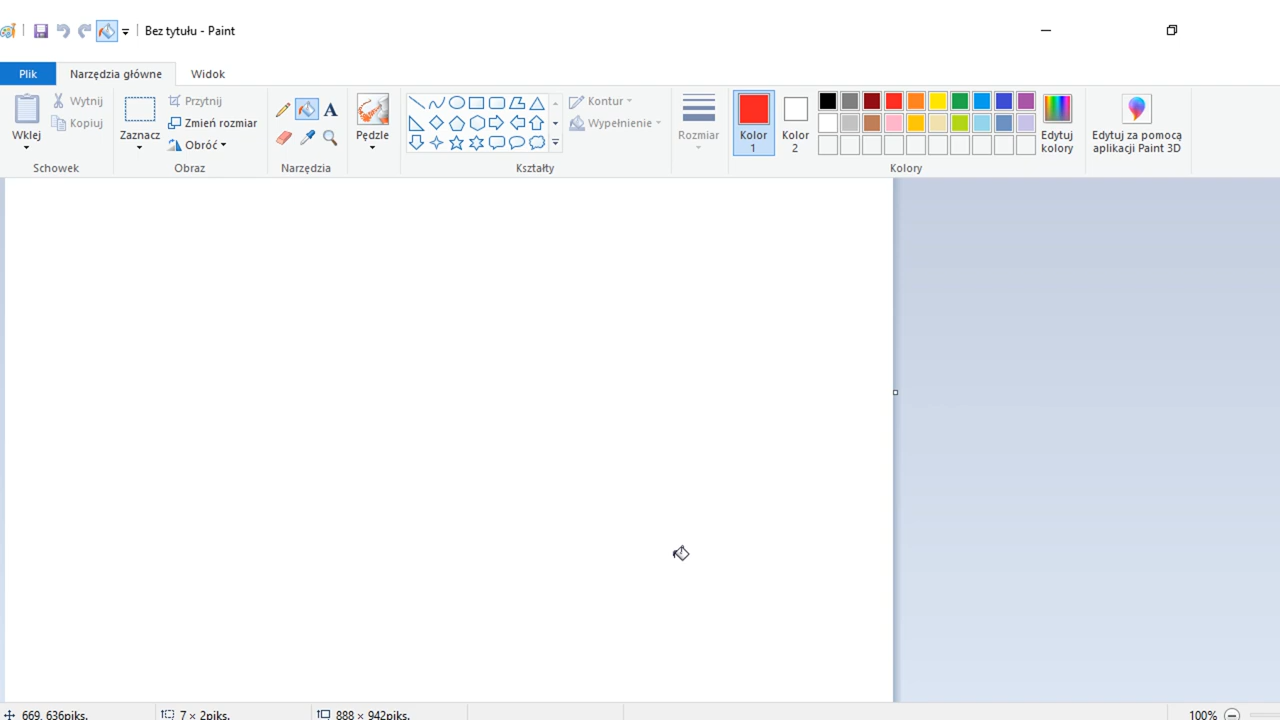 Bez tytułu - Paint
Plik
Narzędzia główne
Widok
Wklej
Wytnij
Kopiuj
Schowek
Zaznacz
Przytnij
Zmień rozmiar
Obróć
Obraz
A
Narzędzia
Pędzle
Kontur
Wypełnienie
Kształty
Rozmiar
Kolor
1
Kolor
2
Edytuj
kolory
Kolory
Edytuj za pomocą
aplikacji Paint 3D
669, 636piks.
7 × 2piks.
888 × 942piks.
100%